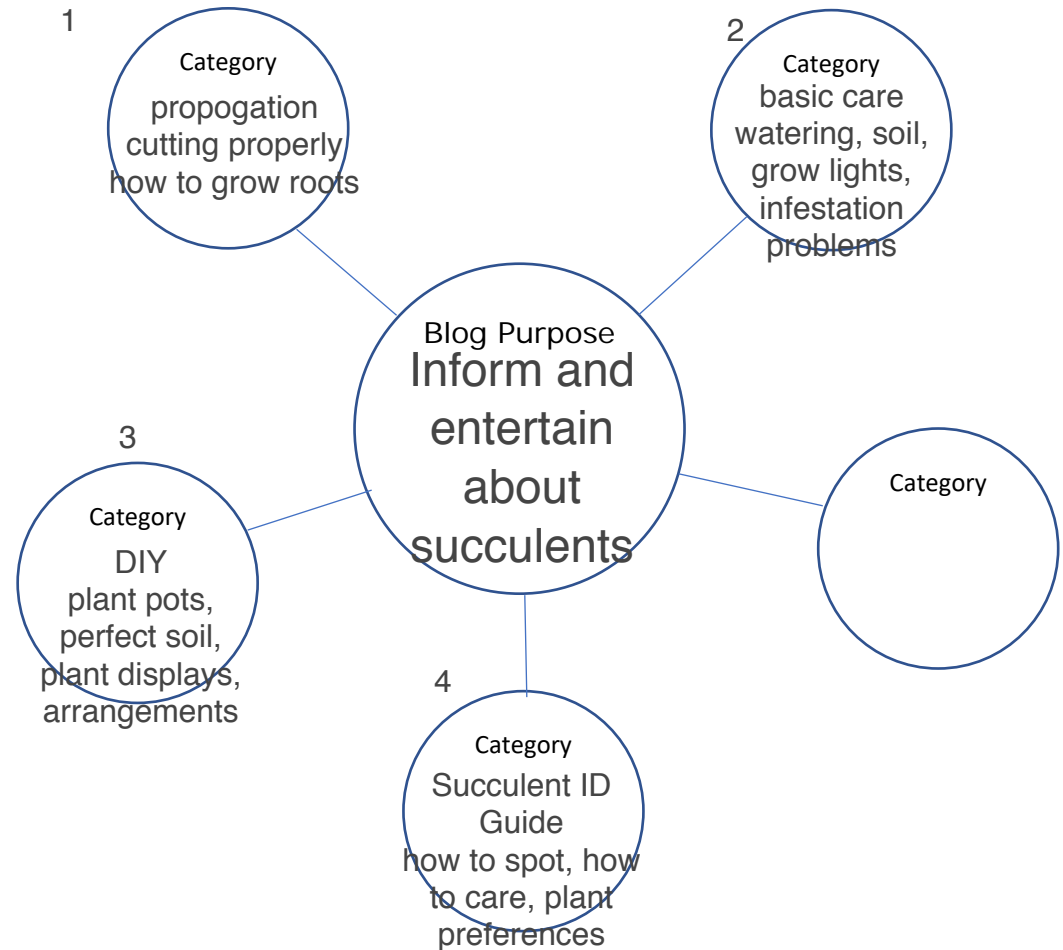 1
Category
propogation
cutting properly
how to grow roots
2
Category
basic care
watering, soil,
grow lights,
infestation
problems
Blog Purpose
Inform and
entertain
about
succulents
3
Category
DIY
plant pots,
perfect soil,
plant displays,
arrangements
Category
4
Category
Succulent ID
Guide
how to spot, how
to care, plant
preferences